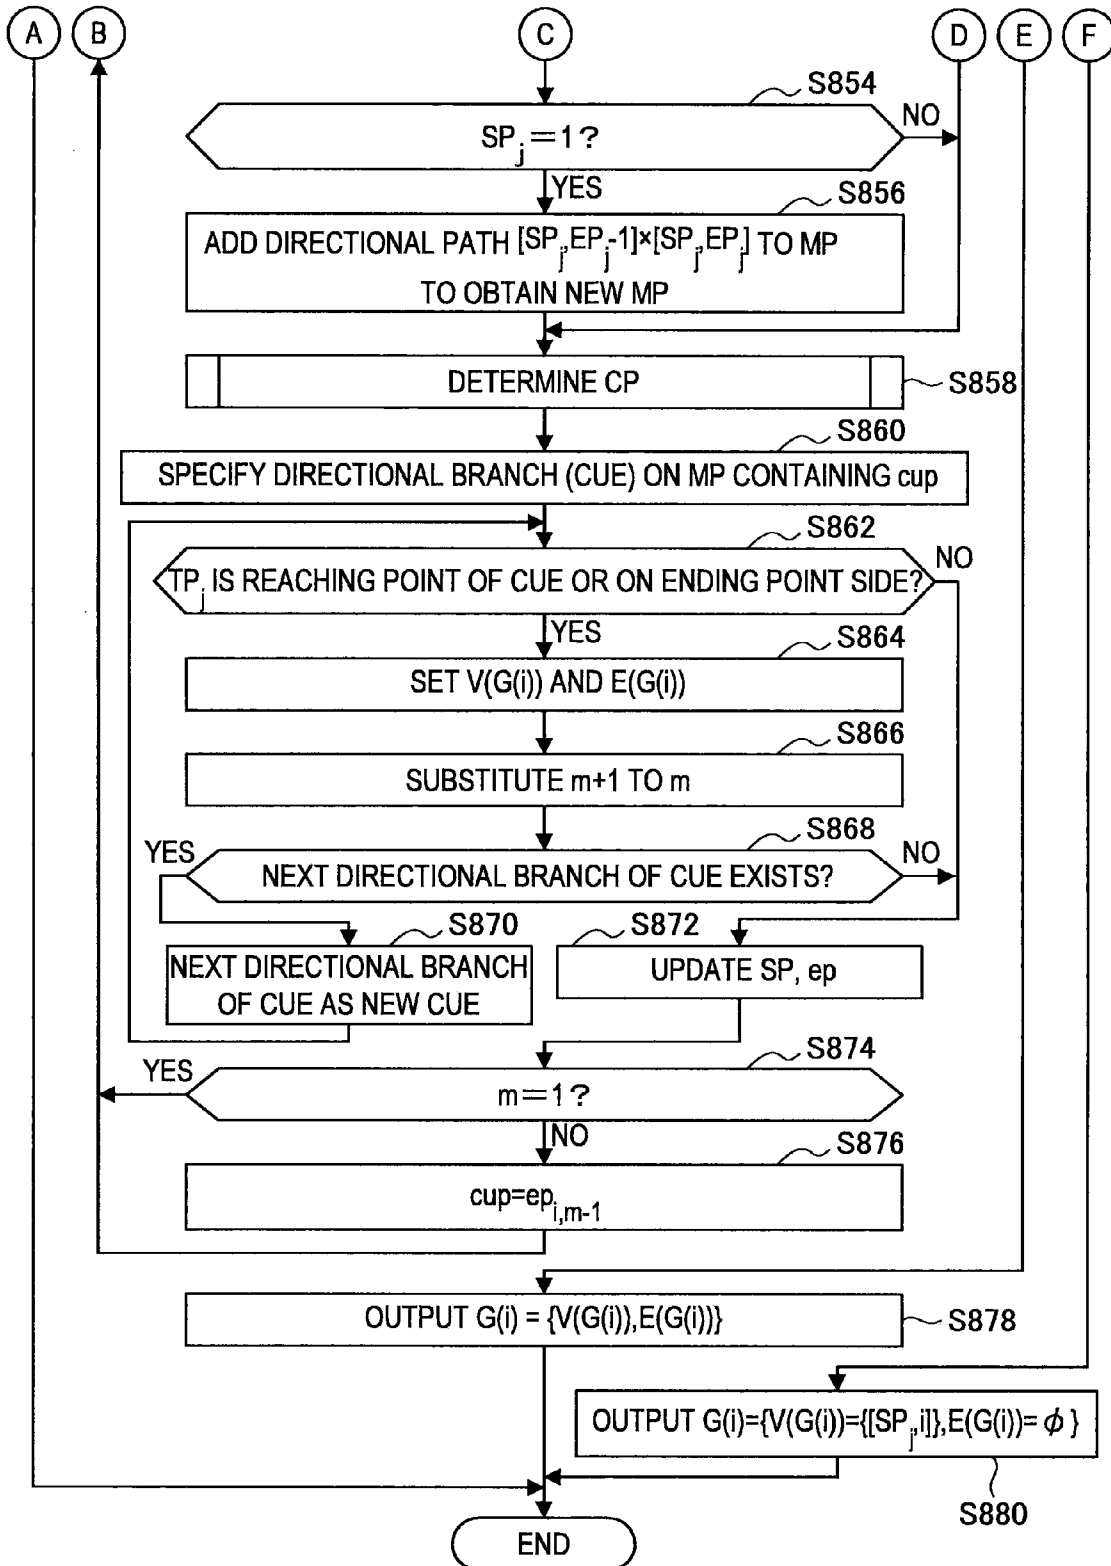 A B C D E F
S854
SP_j=1?
NO
YES
S856
ADD DIRECTIONAL PATH [SP_j,EP_j-1]×[SP_j,EP_j] TO MP
TO OBTAIN NEW MP
DETERMINE CP
S858
S860
SPECIFY DIRECTIONAL BRANCH (CUE) ON MP CONTAINING cup
S862
NO
TP_j IS REACHING POINT OF CUE OR ON ENDING POINT SIDE?
YES
S864
SET V(G(i)) AND E(G(i))
S866
SUBSTITUTE m+1 TO m
S868
YES
NO
NEXT DIRECTIONAL BRANCH OF CUE EXISTS?
S870
S872
NEXT DIRECTIONAL BRANCH
OF CUE AS NEW CUE
UPDATE SP, ep
S874
YES
m=1?
NO
S876
cup=ep_i,m-1
OUTPUT G(i) = {V(G(i)),E(G(i))}
S878
OUTPUT G(i)={V(G(i))={[SP_j,i]},E(G(i))= ϕ }
S880
END